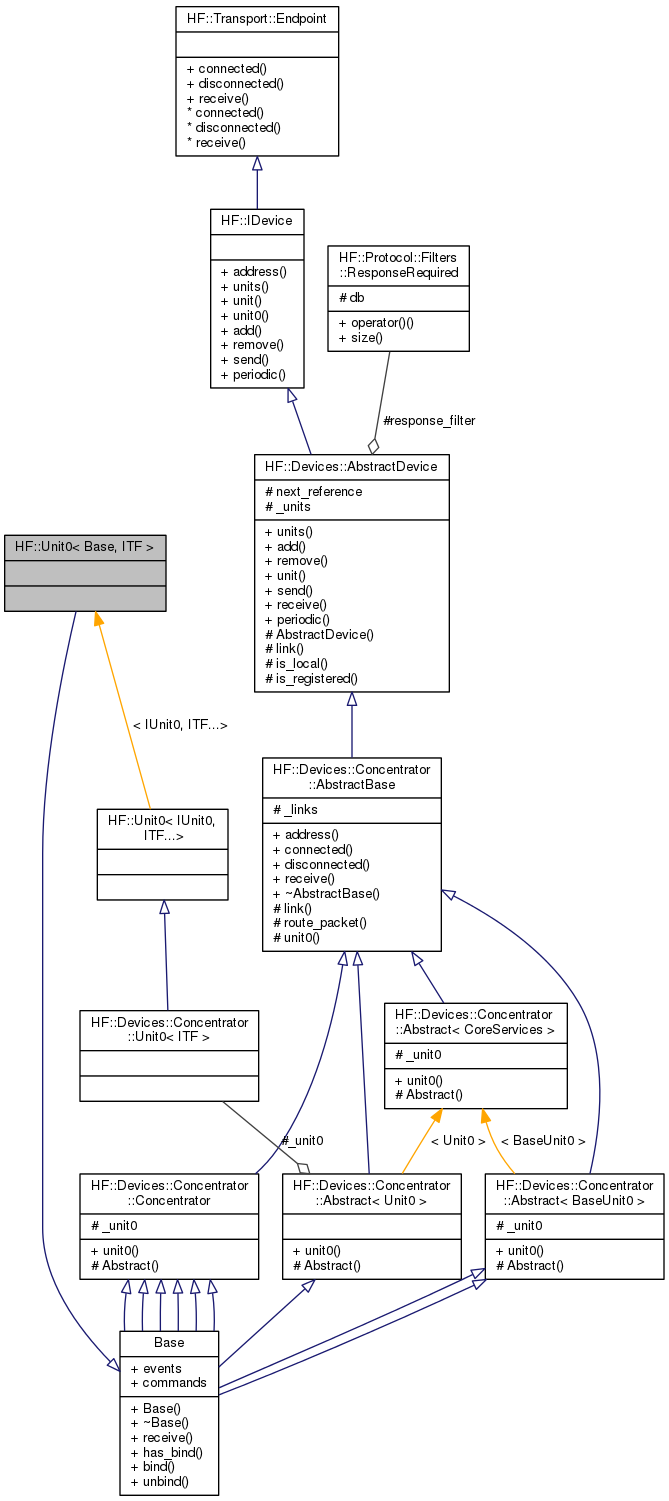 HF::Transport::Endpoint
+ connected()
+ disconnected()
+ receive()
* connected()
* disconnected()
* receive()
HF::IDevice
+ address()
+ units()
+ unit()
+ unit0()
+ add()
+ remove()
+ send()
+ periodic()
HF::Protocol::Filters
::ResponseRequired
# db
+ operator()()
+ size()
#response_filter
HF::Devices::AbstractDevice
# next_reference
# _units
+ units()
+ add()
+ remove()
+ unit()
+ send()
+ receive()
+ periodic()
# AbstractDevice()
# link()
# is_local()
# is_registered()
HF::Unit0< Base, ITF >
< IUnit0, ITF...>
HF::Devices::Concentrator
::AbstractBase
# _links
+ address()
+ connected()
+ disconnected()
+ receive()
+ ~AbstractBase()
# link()
# route_packet()
# unit0()
HF::Unit0< IUnit0,
ITF...>
HF::Devices::Concentrator
::Unit0< ITF >
HF::Devices::Concentrator
::Abstract< CoreServices >
# _unit0
+ unit0()
# Abstract()
#_unit0
< Unit0 >
< BaseUnit0 >
HF::Devices::Concentrator
::Concentrator
# _unit0
+ unit0()
# Abstract()
HF::Devices::Concentrator
::Abstract< Unit0 >
+ unit0()
# Abstract()
HF::Devices::Concentrator
::Abstract< BaseUnit0 >
# _unit0
+ unit0()
# Abstract()
Base
+ events
+ commands
+ Base()
+ ~Base()
+ receive()
+ has_bind()
+ bind()
+ unbind()